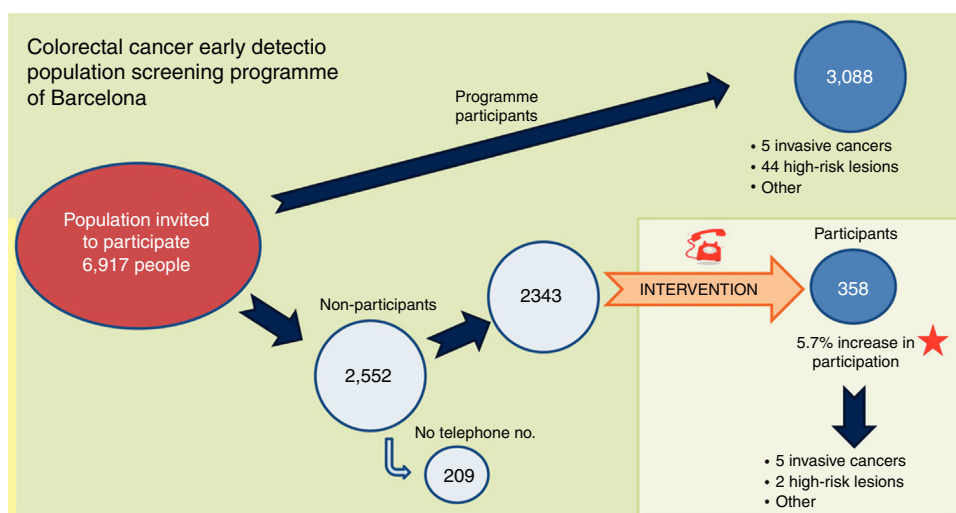 Colorectal cancer early detectio
population screening programme
of Barcelona
Programme
participants
3,088
• 5 invasive cancers
• 44 high-risk lesions
• Other
Population invited
to participate
6,917 people
Non-participants
2,552
No telephone no.
209
2343
INTERVENTION
Participants
358
5.7% increase in
participation
• 5 invasive cancers
• 2 high-risk lesions
• Other